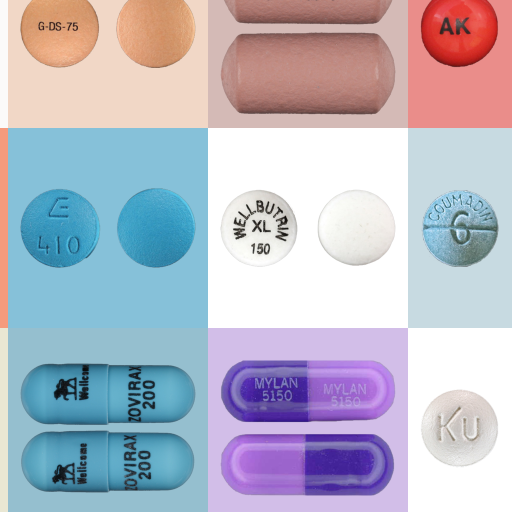 G-DS-75
AK
E
410
WELLBUTRIN
XL
150
COUMADIN
6
Wellcome
ZOVIRAX
200
Wellcome
ZOVIRAX
200
MYLAN
5150
MYLAN
5150
KU